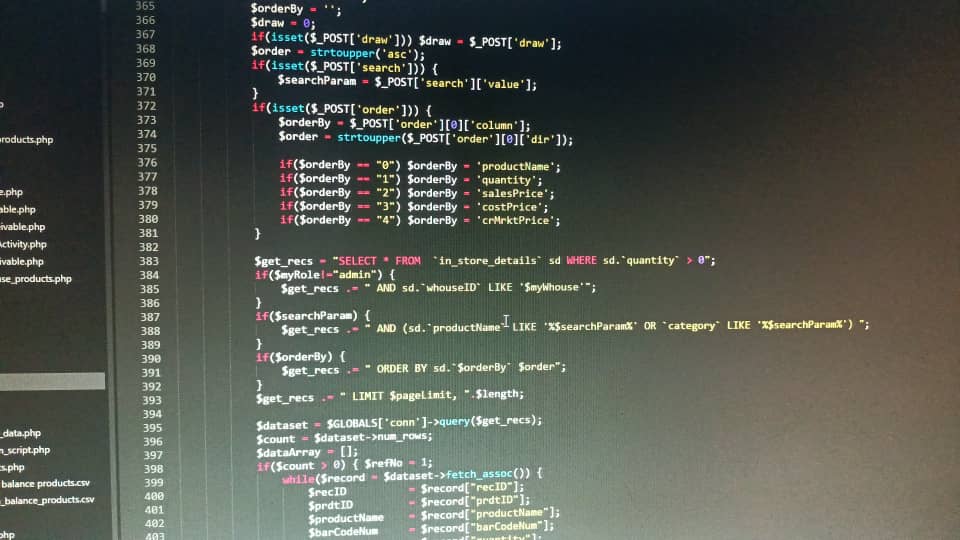 365
366 $orderBy = '';
367 $draw = 0;
368 if(isset($_POST['draw'])) $draw = $_POST['draw'];
369 $order = strtoupper('asc');
370 if(isset($_POST['search'])) {
371 $searchParam = $_POST['search']['value'];
372 }
373 if(isset($_POST['order'])) {
374 $orderBy = $_POST['order'][0]['column'];
375 $order = strtoupper($_POST['order'][0]['dir']);
376
377 if($orderBy == "0") $orderBy = 'productName';
378 if($orderBy == "1") $orderBy = 'quantity';
379 if($orderBy == "2") $orderBy = 'salesPrice';
380 if($orderBy == "3") $orderBy = 'costPrice';
381 if($orderBy == "4") $orderBy = 'crMrktPrice';
382 }
383
384 $get_recs = "SELECT * FROM `in_store_details` sd WHERE sd.`quantity` > 0";
385 if($myRole!="admin") {
386 $get_recs .= " AND sd.`whouseID` LIKE '$myWhouse'";
387 }
388 if($searchParam) {
389 $get_recs .= " AND (sd.`productName` LIKE '%$searchParam%' OR `category` LIKE '%$searchParam%') ";
390 }
391 if($orderBy) {
392 $get_recs .= " ORDER BY sd.`$orderBy` $order";
393 }
394 $get_recs .= " LIMIT $pageLimit, ".$length;
395
396 $dataset = $GLOBALS['conn']->query($get_recs);
397 $count = $dataset->num_rows;
398 $dataArray = [];
399 if($count > 0) { $refNo = 1;
400 while($record = $dataset->fetch_assoc()) {
401 $recID = $record["recID"];
402 $prdtID = $record["prdtID"];
403 $productName = $record["productName"];
$barCodeNum = $record["barCodeNum"];
$record["quantity"];
roducts.php
e.php
able.php
ivable.php
ctivity.php
ivable.php
se_products.php
_data.php
n_script.php
s.php
balance products.csv
_balance_products.csv
php